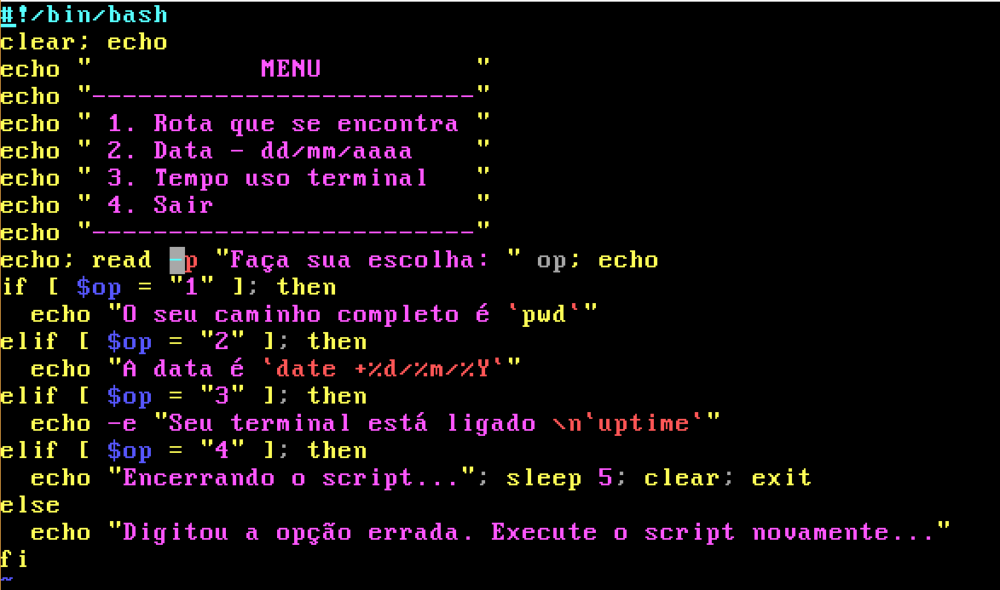 #!/bin/bash
clear; echo
echo "           MENU          "
echo "-------------------------"
echo " 1. Rota que se encontra "
echo " 2. Data - dd/mm/aaaa    "
echo " 3. Tempo uso terminal   "
echo " 4. Sair                 "
echo "-------------------------"
echo; read -p "Faça sua escolha: " op; echo
if [ $op = "1" ]; then
  echo "O seu caminho completo é `pwd`"
elif [ $op = "2" ]; then
  echo "A data é `date +%d/%m/%Y`"
elif [ $op = "3" ]; then
  echo -e "Seu terminal está ligado \n`uptime`"
elif [ $op = "4" ]; then
  echo "Encerrando o script..."; sleep 5; clear; exit
else
  echo "Digitou a opção errada. Execute o script novamente..."
fi
~